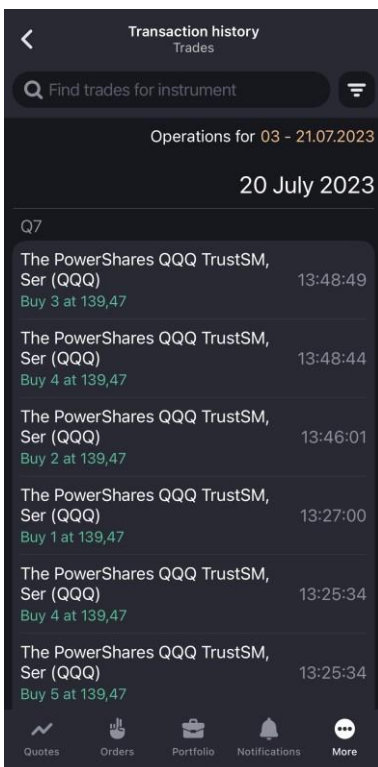 Transaction history
Trades
Find trades for instrument
Operations for 03 - 21.07.2023
20 July 2023
Q7
The PowerShares QQQ TrustSM,
Ser (QQQ)
13:48:49
Buy 3 at 139,47
The PowerShares QQQ TrustSM,
Ser (QQQ)
13:48:44
Buy 4 at 139,47
The PowerShares QQQ TrustSM,
Ser (QQQ)
13:46:01
Buy 2 at 139,47
The PowerShares QQQ TrustSM,
Ser (QQQ)
13:27:00
Buy 1 at 139,47
The PowerShares QQQ TrustSM,
Ser (QQQ)
13:25:34
Buy 4 at 139,47
The PowerShares QQQ TrustSM,
Ser (QQQ)
13:25:34
Buy 5 at 139,47
Quotes
Orders
Portfolio
Notifications
More